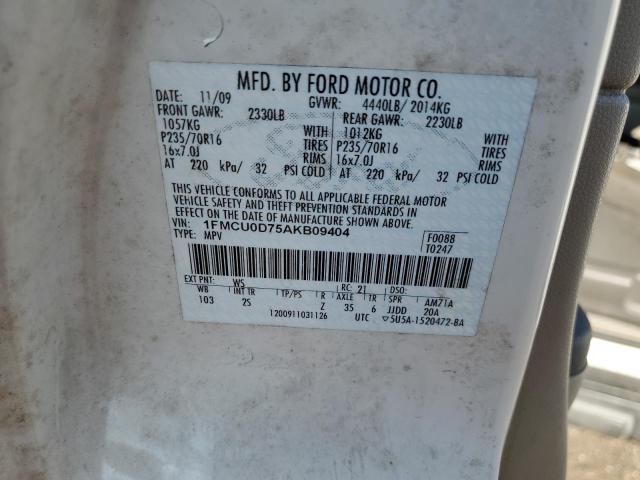 MFD. BY FORD MOTOR CO.
DATE: 11/09 GVWR: 4440LB/ 2014KG
FRONT GAWR: 2330LB REAR GAWR: 2230LB
1057KG WITH 1012KG WITH
P235/70R16 TIRES P235/70R16 TIRES
16x7.0J RIMS 16x7.0J RIMS
AT 220 kPa/ 32 PSI COLD AT 220 kPa/ 32 PSI COLD
THIS VEHICLE CONFORMS TO ALL APPLICABLE FEDERAL MOTOR
VEHICLE SAFETY AND THEFT PREVENTION STANDARDS IN
EFFECT ON THE DATE OF MANUFACTURE SHOWN ABOVE.
VIN: 1FMCU0D75AKB09404 F0088
TYPE: MPV T0247
EXT PNT: WS RC: 21 DSO:
WB INT TR TP/PS R AXLE TR SPR AM71A
103 2S Z 35 6 JJDD 20A
1200911031126 UTC ▽5U5A-1520472-BA